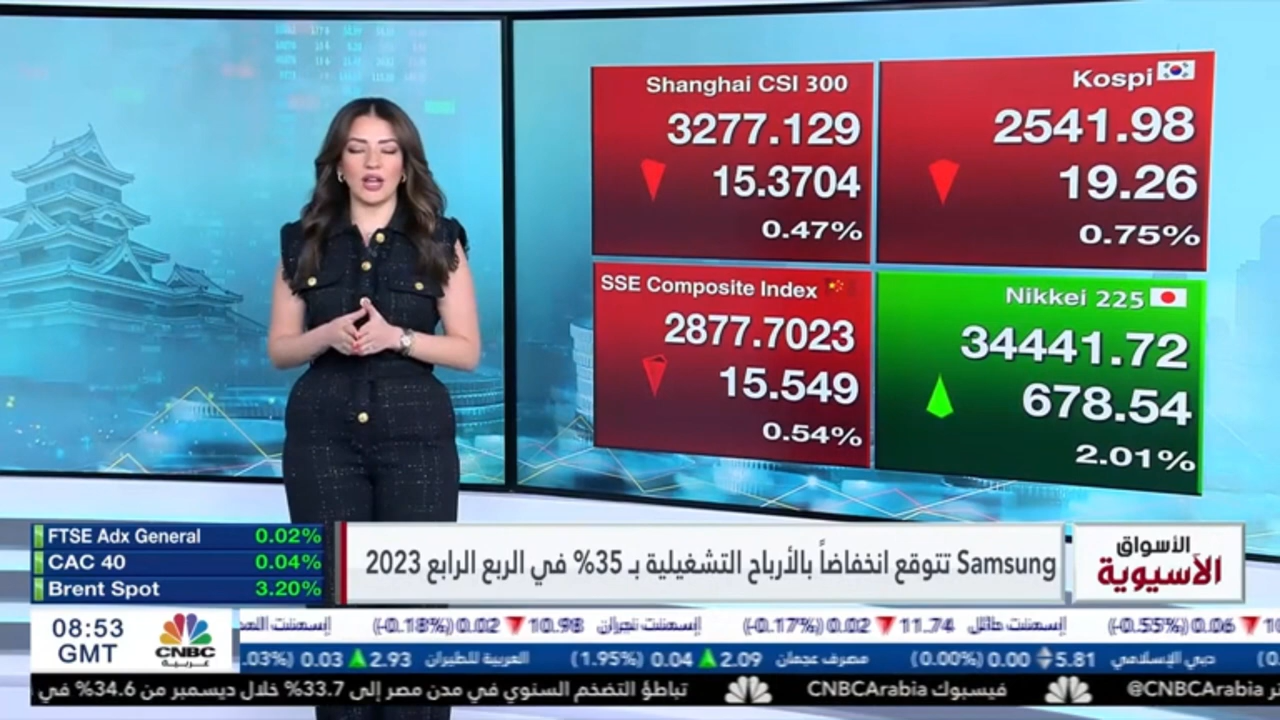 Shanghai CSI 300
3277.129
15.3704
0.47%
Kospi
2541.98
19.26
0.75%
SSE Composite Index
2877.7023
15.549
0.54%
Nikkei 225
34441.72
678.54
2.01%
FTSE Adx General 0.02%
CAC 40 0.04%
Brent Spot 3.20%
Samsung تتوقع انخفاضاً بالأرباح التشغيلية بـ 35% في الربع الرابع 2023
الأسواق
الآسيوية
08:53
GMT
CNBC
عربية
0.06 (-0.55%) إسمنت حائل 11.74 0.02 (-0.17%) إسمنت نجران 10.98 0.02 (-0.18%)
دبي الإسلامي 5.81 0.00 (0.00%) مصرف عجمان 2.09 0.04 (1.95%) العربية للطيران 2.93 0.03
@CNBCArabia فيسبوك CNBCArabia تباطؤ التضخم السنوي في مدن مصر إلى 33.7% خلال ديسمبر من 34.6% في